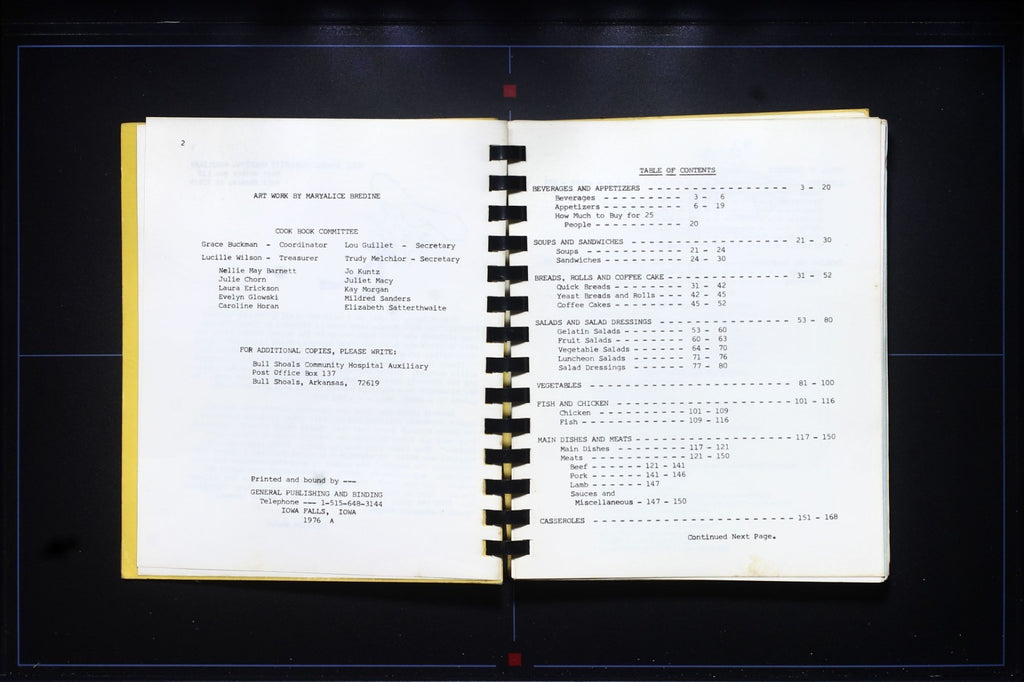 2
ART WORK BY MARYALICE BREDINE
COOK BOOK COMMITTEE
Grace Buckman - Coordinator Lou Guillet - Secretary
Lucille Wilson - Treasurer Trudy Melchior - Secretary
Nellie May Barnett Jo Kuntz
Julie Chorn Juliet Macy
Laura Erickson Kay Morgan
Evelyn Glowski Mildred Sanders
Caroline Horan Elizabeth Satterthwaite
FOR ADDITIONAL COPIES, PLEASE WRITE:
Bull Shoals Community Hospital Auxiliary
Post Office Box 137
Bull Shoals, Arkansas, 72619
Printed and bound by ---
GENERAL PUBLISHING AND BINDING
Telephone --- 1-515-648-3144
IOWA FALLS, IOWA
1976 A
TABLE OF CONTENTS
BEVERAGES AND APPETIZERS - - - - - - - - - - - - - - - - - 3 - 20
Beverages - - - - - - - - - - 3 - 6
Appetizers - - - - - - - - - 6 - 19
How Much to Buy for 25
People - - - - - - - - - - 20
SOUPS AND SANDWICHES - - - - - - - - - - - - - - - - - - - 21 - 30
Soups - - - - - - - - - - - - 21 - 24
Sandwiches - - - - - - - - - 24 - 30
BREADS, ROLLS AND COFFEE CAKE - - - - - - - - - - - - - - - 31 - 52
Quick Breads - - - - - - - - 31 - 42
Yeast Breads and Rolls - - - 42 - 45
Coffee Cakes - - - - - - - - 45 - 52
SALADS AND SALAD DRESSINGS - - - - - - - - - - - - - - - - 53 - 80
Gelatin Salads - - - - - - - 53 - 60
Fruit Salads - - - - - - - - 60 - 63
Vegetable Salads - - - - - - 64 - 70
Luncheon Salads - - - - - - 71 - 76
Salad Dressings - - - - - - 77 - 80
VEGETABLES - - - - - - - - - - - - - - - - - - - - - - - - 81 - 100
FISH AND CHICKEN - - - - - - - - - - - - - - - - - - - - - 101 - 116
Chicken - - - - - - - - - - - 101 - 109
Fish - - - - - - - - - - - - 109 - 116
MAIN DISHES AND MEATS - - - - - - - - - - - - - - - - - - - 117 - 150
Main Dishes - - - - - - - - - 117 - 121
Meats - - - - - - - - - - - - 121 - 150
Beef - - - - - - 121 - 141
Pork - - - - - - 141 - 146
Lamb - - - - - - 147
Sauces and
Miscellaneous - 147 - 150
CASSEROLES - - - - - - - - - - - - - - - - - - - - - - - - 151 - 168
Continued Next Page.